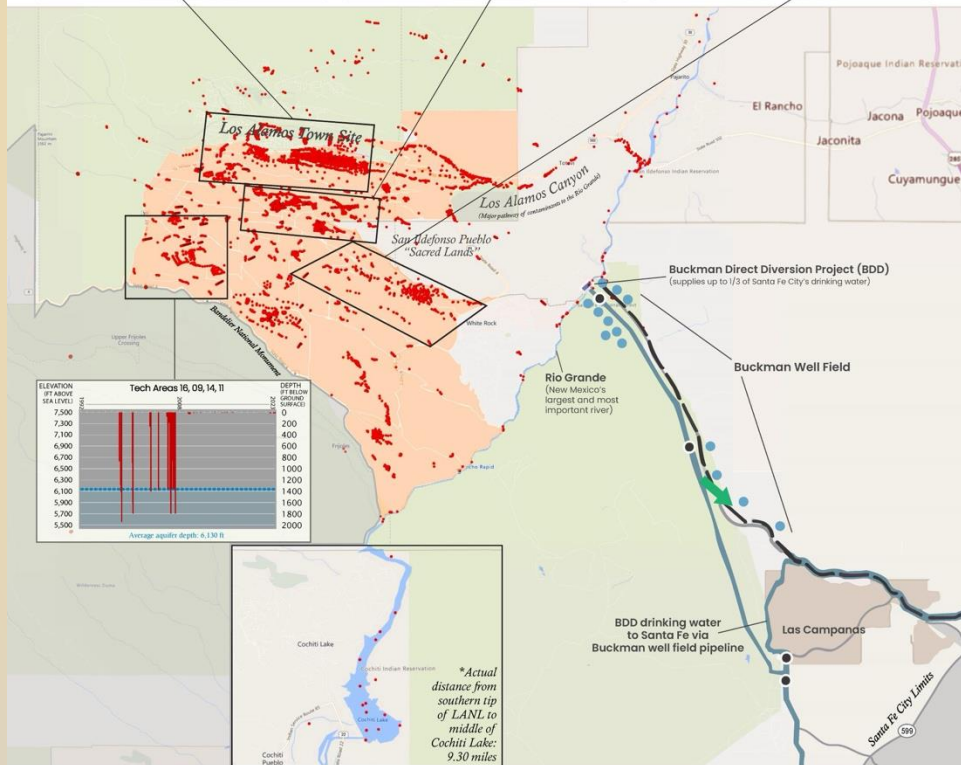 Pojoaque Indian Reservati
El Rancho
Jacona
Pojoaque
Jaconita
Cuyamungue
Los Alamos Town Site
Los Alamos Canyon
(Major pathway of contaminants to the Rio Grande)
San Ildefonso Indian Reservation
San Ildefonso Pueblo
"Sacred Lands"
White Rock
Bandelier National Monument
Upper Frijoles
Crossing
Buckman Direct Diversion Project (BDD)
(supplies up to 1/3 of Santa Fe City's drinking water)
Buckman Well Field
Rio Grande
(New Mexico's
largest and most
important river)
ELEVATION
(FT ABOVE
SEA LEVEL)
Tech Areas 16, 09, 14, 11
DEPTH
(FT BELOW
GROUND
SURFACE)
7,500
7,300
7,100
6,900
6,700
6,500
6,300
6,100
5,900
5,700
5,500
0
200
400
600
800
1000
1200
1400
1600
1800
2000
Average aquifer depth: 6,130 ft
Cochiti Lake
Cochiti Indian Reservation
Cochiti Lake
Cochiti
Pueblo
*Actual
distance from
southern tip
of LANL to
middle of
Cochiti Lake:
9.30 miles
BDD drinking water
to Santa Fe via
Buckman well field pipeline
Las Campanas
Santa Fe City Limits
599